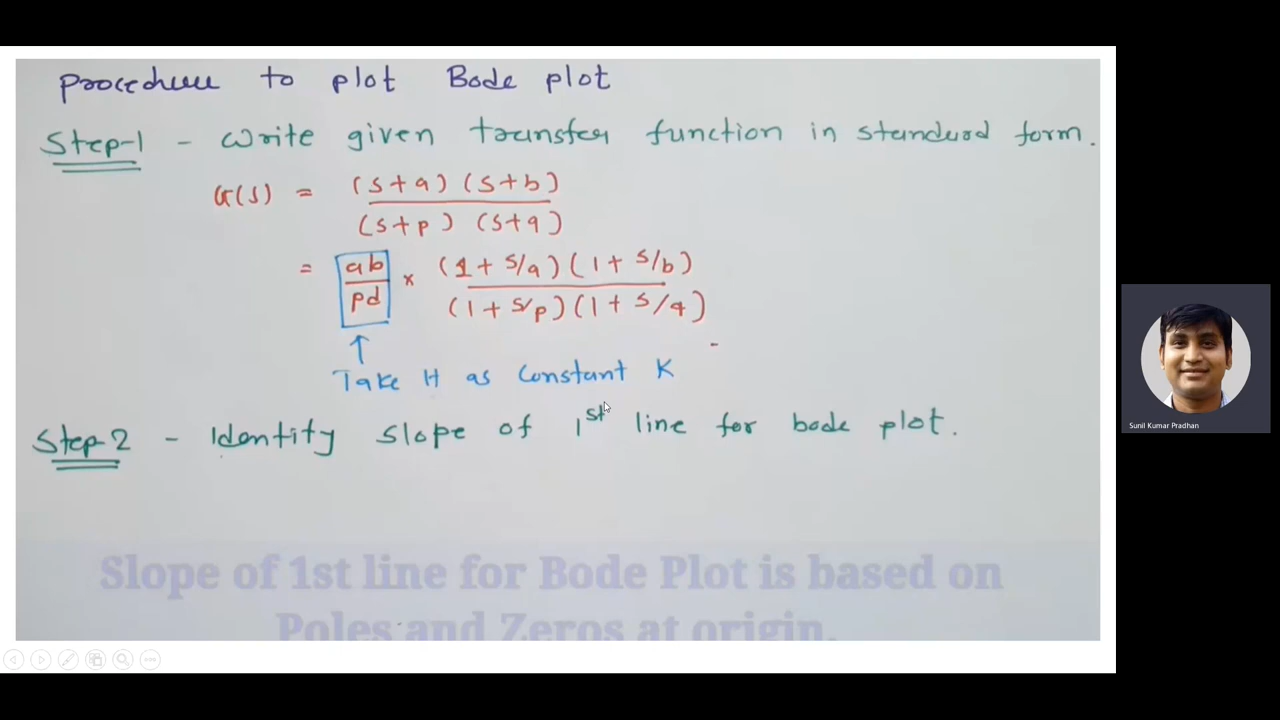 Procedure to plot Bode plot
Step-1 - Write given transfer function in standard form.
G(s) = (s+a) (s+b)
(s+p) (s+q)
= ab/pd × (1 + s/a)(1 + s/b)
(1 + s/p)(1 + s/q)
↑
Take it as Constant K
Step-2 - Identity slope of 1st line for bode plot.
Slope of 1st line for Bode Plot is based on
Poles and Zeros at origin.
Sunil Kumar Pradhan